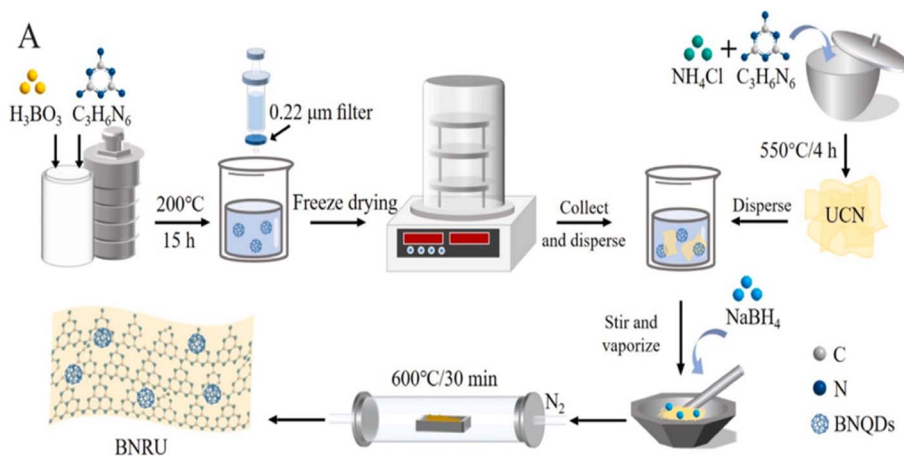 A
H₃BO₃
C₃H₆N₆
0.22 μm filter
200°C
15 h
Freeze drying
Collect
and disperse
NH₄Cl
+
C₃H₆N₆
550°C/4 h
UCN
Disperse
Stir and
vaporize
NaBH₄
N₂
600°C/30 min
BNRU
C
N
BNQDs